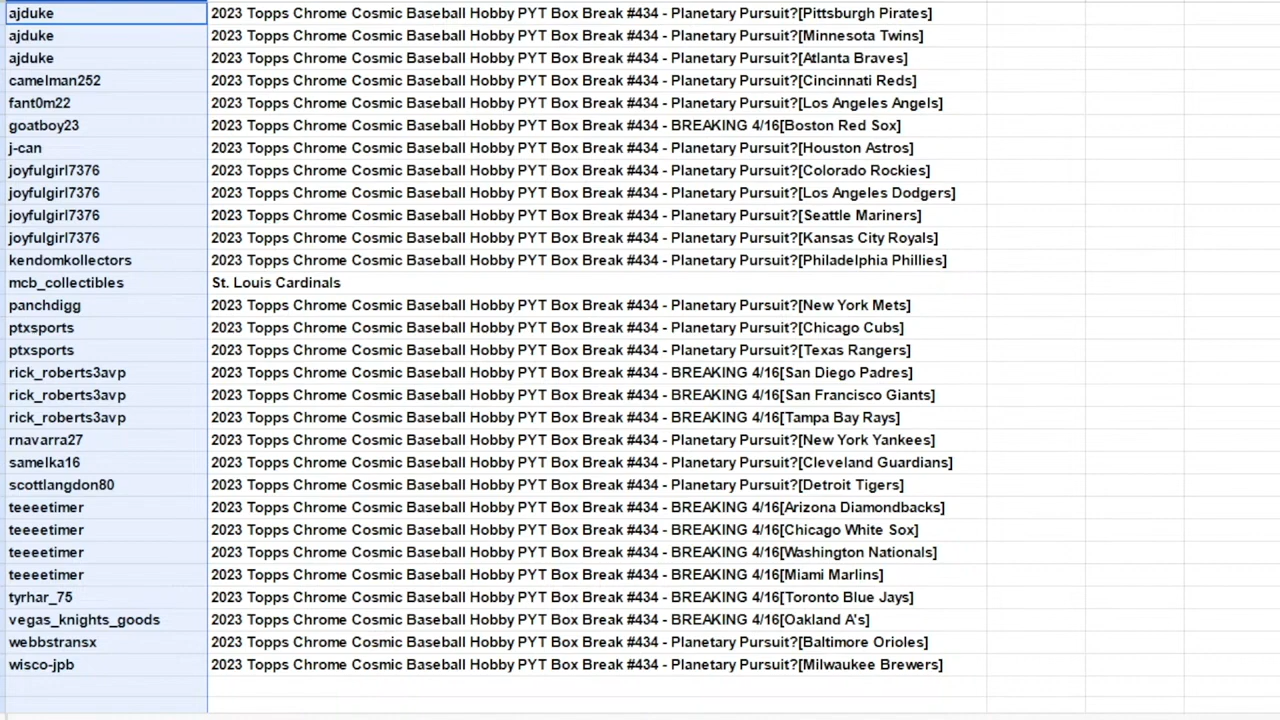 ajduke 2023 Topps Chrome Cosmic Baseball Hobby PYT Box Break #434 - Planetary Pursuit?[Pittsburgh Pirates]
ajduke 2023 Topps Chrome Cosmic Baseball Hobby PYT Box Break #434 - Planetary Pursuit?[Minnesota Twins]
ajduke 2023 Topps Chrome Cosmic Baseball Hobby PYT Box Break #434 - Planetary Pursuit?[Atlanta Braves]
camelman252 2023 Topps Chrome Cosmic Baseball Hobby PYT Box Break #434 - Planetary Pursuit?[Cincinnati Reds]
fant0m22 2023 Topps Chrome Cosmic Baseball Hobby PYT Box Break #434 - Planetary Pursuit?[Los Angeles Angels]
goatboy23 2023 Topps Chrome Cosmic Baseball Hobby PYT Box Break #434 - BREAKING 4/16[Boston Red Sox]
j-can 2023 Topps Chrome Cosmic Baseball Hobby PYT Box Break #434 - Planetary Pursuit?[Houston Astros]
joyfulgirl7376 2023 Topps Chrome Cosmic Baseball Hobby PYT Box Break #434 - Planetary Pursuit?[Colorado Rockies]
joyfulgirl7376 2023 Topps Chrome Cosmic Baseball Hobby PYT Box Break #434 - Planetary Pursuit?[Los Angeles Dodgers]
joyfulgirl7376 2023 Topps Chrome Cosmic Baseball Hobby PYT Box Break #434 - Planetary Pursuit?[Seattle Mariners]
joyfulgirl7376 2023 Topps Chrome Cosmic Baseball Hobby PYT Box Break #434 - Planetary Pursuit?[Kansas City Royals]
kendomkollectors 2023 Topps Chrome Cosmic Baseball Hobby PYT Box Break #434 - Planetary Pursuit?[Philadelphia Phillies]
mcb_collectibles St. Louis Cardinals
panchdigg 2023 Topps Chrome Cosmic Baseball Hobby PYT Box Break #434 - Planetary Pursuit?[New York Mets]
ptxsports 2023 Topps Chrome Cosmic Baseball Hobby PYT Box Break #434 - Planetary Pursuit?[Chicago Cubs]
ptxsports 2023 Topps Chrome Cosmic Baseball Hobby PYT Box Break #434 - Planetary Pursuit?[Texas Rangers]
rick_roberts3avp 2023 Topps Chrome Cosmic Baseball Hobby PYT Box Break #434 - BREAKING 4/16[San Diego Padres]
rick_roberts3avp 2023 Topps Chrome Cosmic Baseball Hobby PYT Box Break #434 - BREAKING 4/16[San Francisco Giants]
rick_roberts3avp 2023 Topps Chrome Cosmic Baseball Hobby PYT Box Break #434 - BREAKING 4/16[Tampa Bay Rays]
rnavarra27 2023 Topps Chrome Cosmic Baseball Hobby PYT Box Break #434 - Planetary Pursuit?[New York Yankees]
samelka16 2023 Topps Chrome Cosmic Baseball Hobby PYT Box Break #434 - Planetary Pursuit?[Cleveland Guardians]
scottlangdon80 2023 Topps Chrome Cosmic Baseball Hobby PYT Box Break #434 - Planetary Pursuit?[Detroit Tigers]
teeeetimer 2023 Topps Chrome Cosmic Baseball Hobby PYT Box Break #434 - BREAKING 4/16[Arizona Diamondbacks]
teeeetimer 2023 Topps Chrome Cosmic Baseball Hobby PYT Box Break #434 - BREAKING 4/16[Chicago White Sox]
teeeetimer 2023 Topps Chrome Cosmic Baseball Hobby PYT Box Break #434 - BREAKING 4/16[Washington Nationals]
teeeetimer 2023 Topps Chrome Cosmic Baseball Hobby PYT Box Break #434 - BREAKING 4/16[Miami Marlins]
tyrhar_75 2023 Topps Chrome Cosmic Baseball Hobby PYT Box Break #434 - BREAKING 4/16[Toronto Blue Jays]
vegas_knights_goods 2023 Topps Chrome Cosmic Baseball Hobby PYT Box Break #434 - BREAKING 4/16[Oakland A's]
webbstransx 2023 Topps Chrome Cosmic Baseball Hobby PYT Box Break #434 - Planetary Pursuit?[Baltimore Orioles]
wisco-jpb 2023 Topps Chrome Cosmic Baseball Hobby PYT Box Break #434 - Planetary Pursuit?[Milwaukee Brewers]